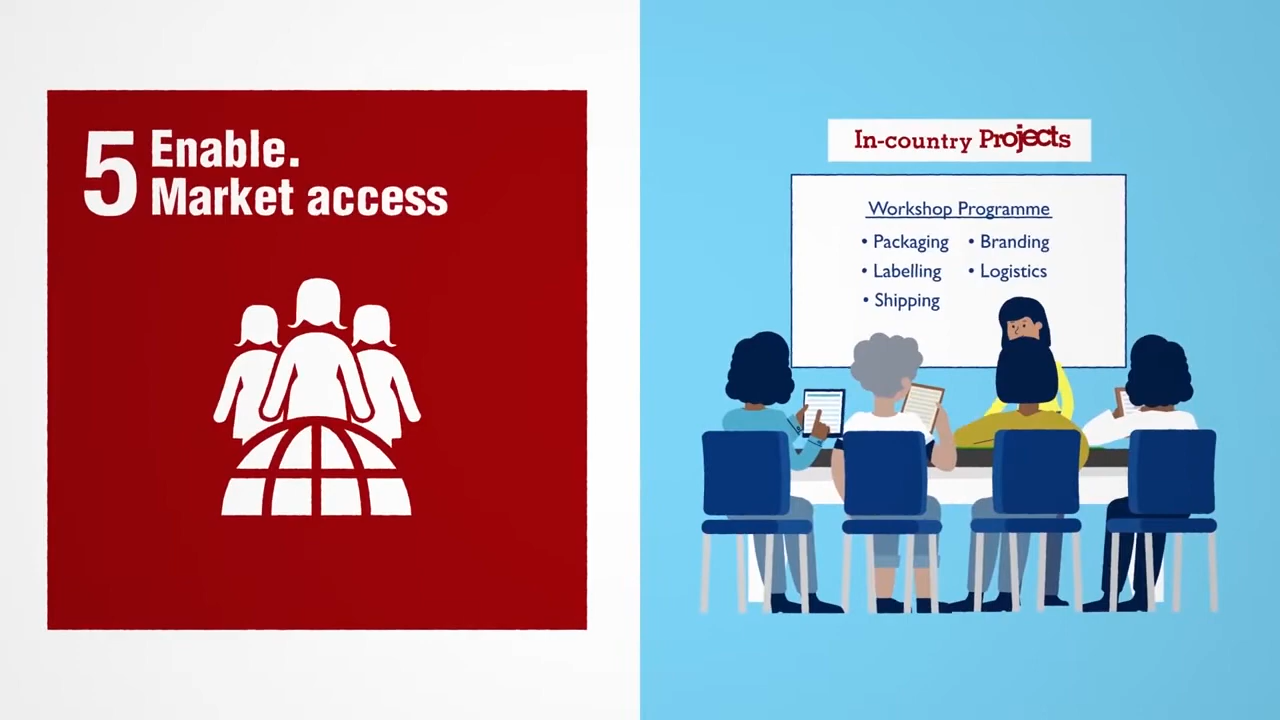 5 Enable.
Market access
In-country Projects
Workshop Programme
• Packaging • Branding
• Labelling • Logistics
• Shipping